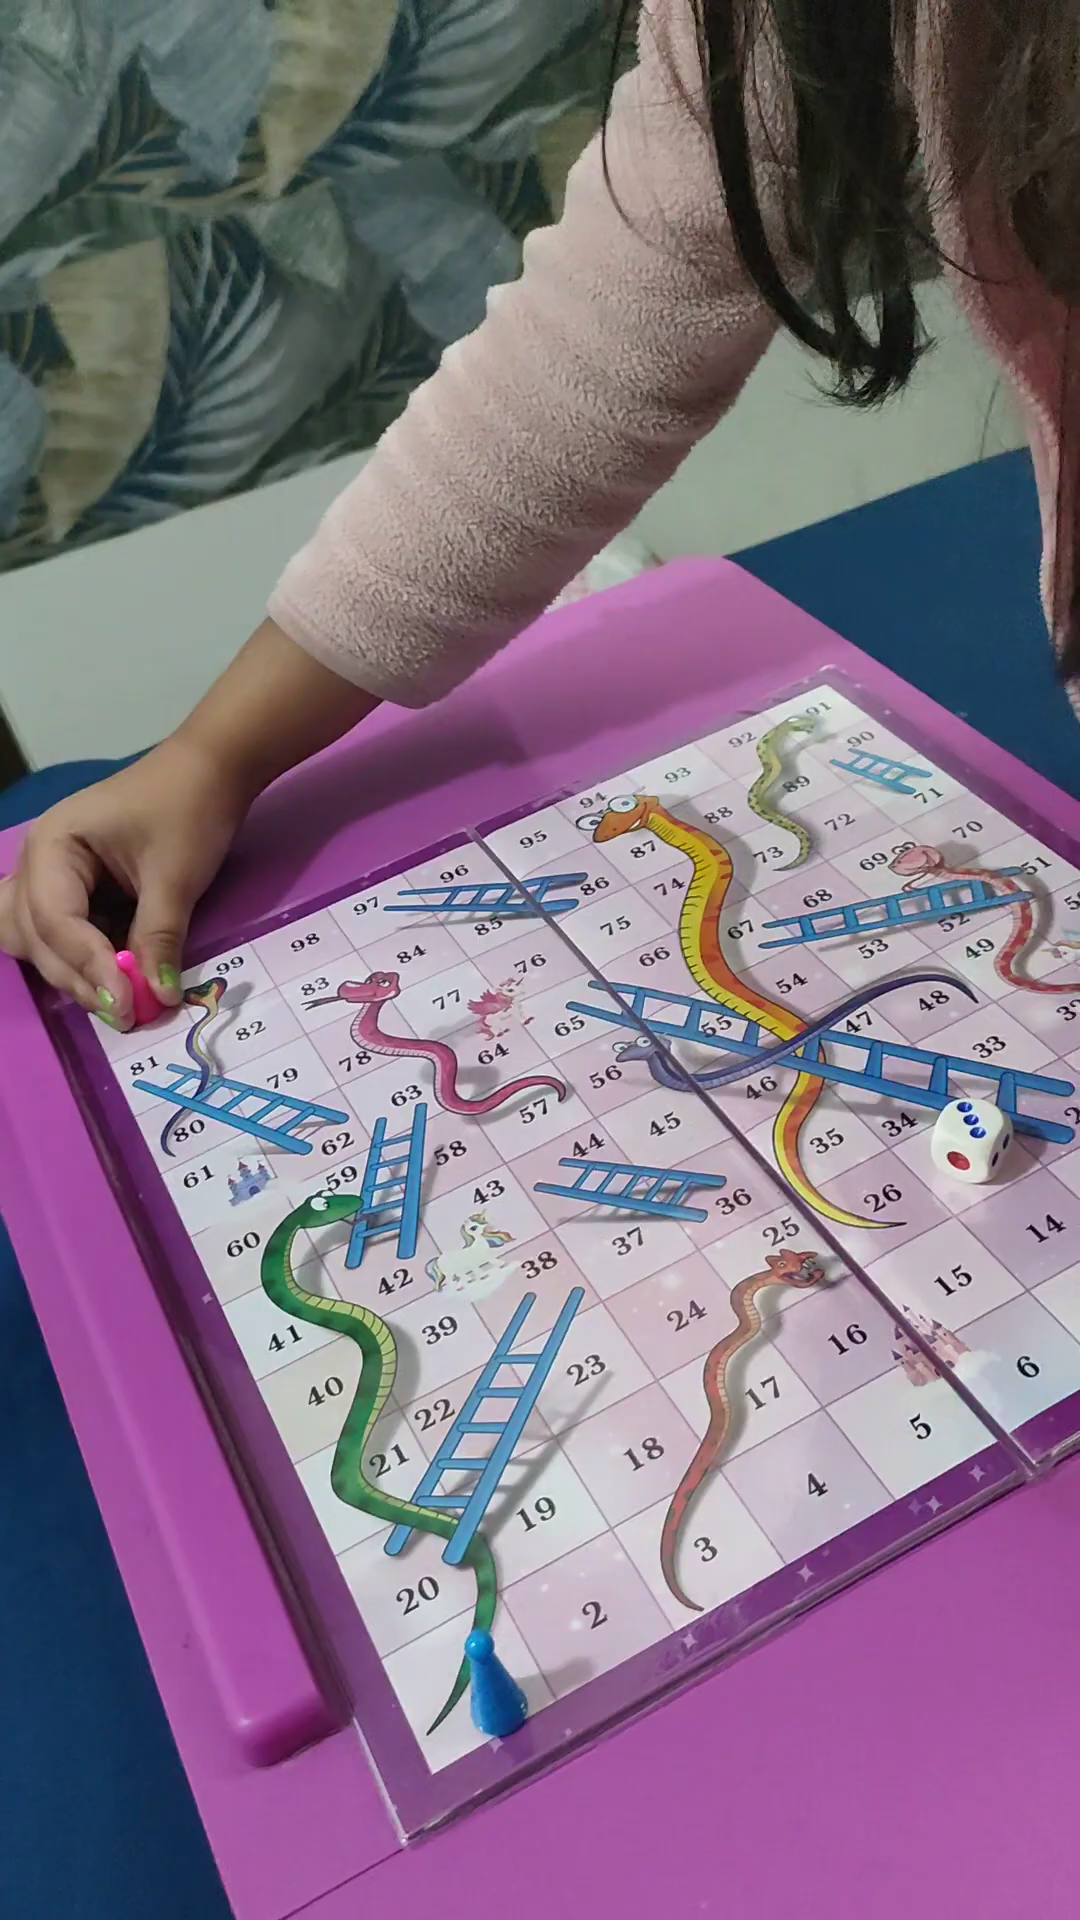 99 98 97 96 95 94 93 92 91
81 82 83 84 85 86 87 88 89 90
80 79 78 77 76 75 74 73 72 71
61 62 63 64 65 66 67 68 69 70
60 59 58 57 56 55 54 53 52 51
41 42 43 44 45 46 47 48 49
40 39 38 37 36 35 34 33
21 22 23 24 25 26
20 19 18 17 16 15 14
2 3 4 5 6